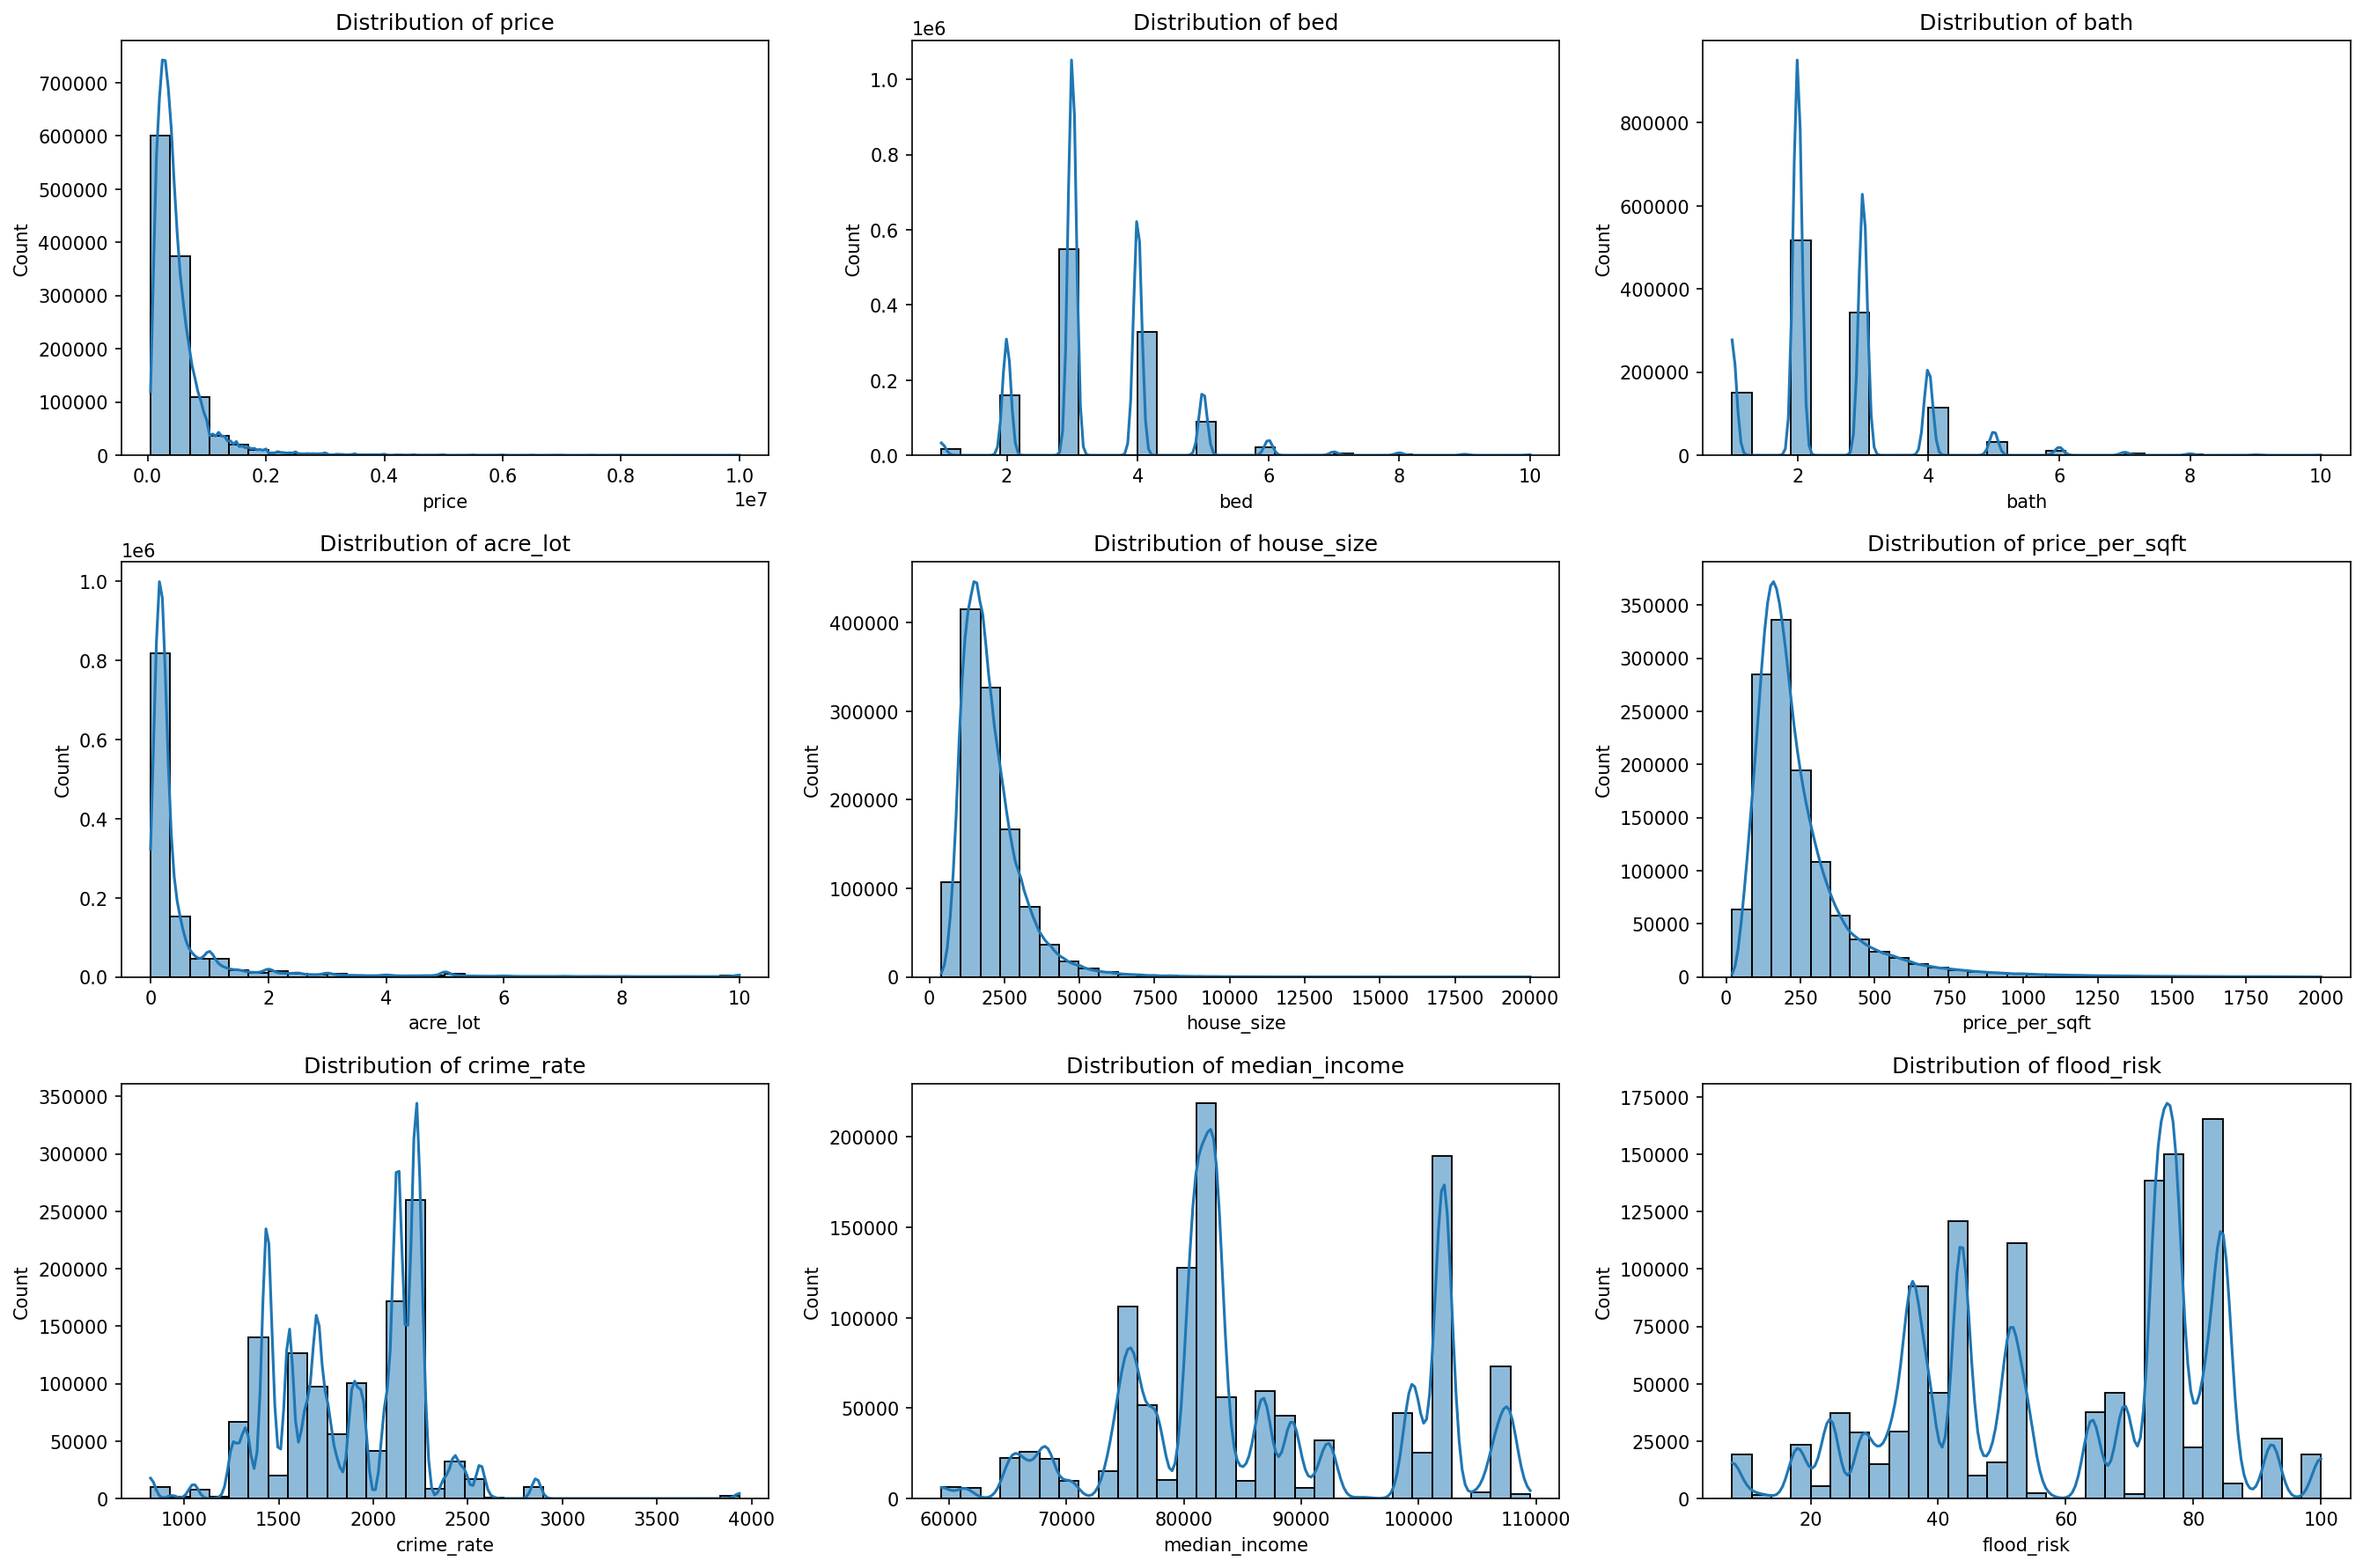 Distribution of price
700000
600000
500000
400000
300000
200000
100000
0
Count
0.0 0.2 0.4 0.6 0.8 1.0
1e7
price
Distribution of bed
1e6
1.0
0.8
0.6
0.4
0.2
0.0
Count
2 4 6 8 10
bed
Distribution of bath
800000
600000
400000
200000
0
Count
2 4 6 8 10
bath
Distribution of acre_lot
1e6
1.0
0.8
0.6
0.4
0.2
0.0
Count
0 2 4 6 8 10
acre_lot
Distribution of house_size
400000
300000
200000
100000
0
Count
0 2500 5000 7500 10000 12500 15000 17500 20000
house_size
Distribution of price_per_sqft
350000
300000
250000
200000
150000
100000
50000
0
Count
0 250 500 750 1000 1250 1500 1750 2000
price_per_sqft
Distribution of crime_rate
350000
300000
250000
200000
150000
100000
50000
0
Count
1000 1500 2000 2500 3000 3500 4000
crime_rate
Distribution of median_income
200000
150000
100000
50000
0
Count
60000 70000 80000 90000 100000 110000
median_income
Distribution of flood_risk
175000
150000
125000
100000
75000
50000
25000
0
Count
20 40 60 80 100
flood_risk